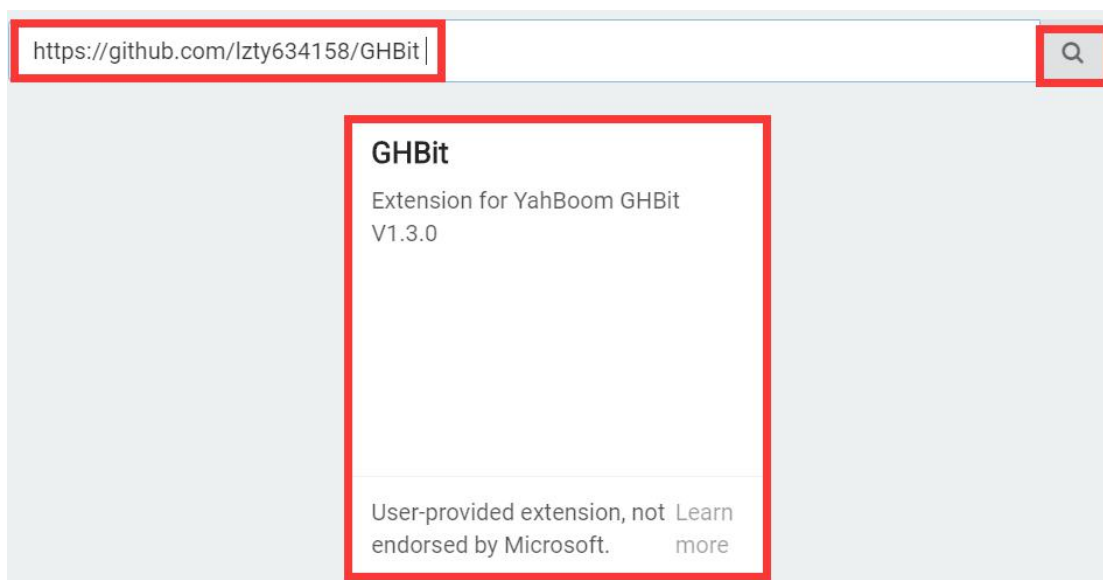 https://github.com/lzty634158/GHBit
GHBit
Extension for YahBoom GHBit
V1.3.0
User-provided extension, not Learn
endorsed by Microsoft. more